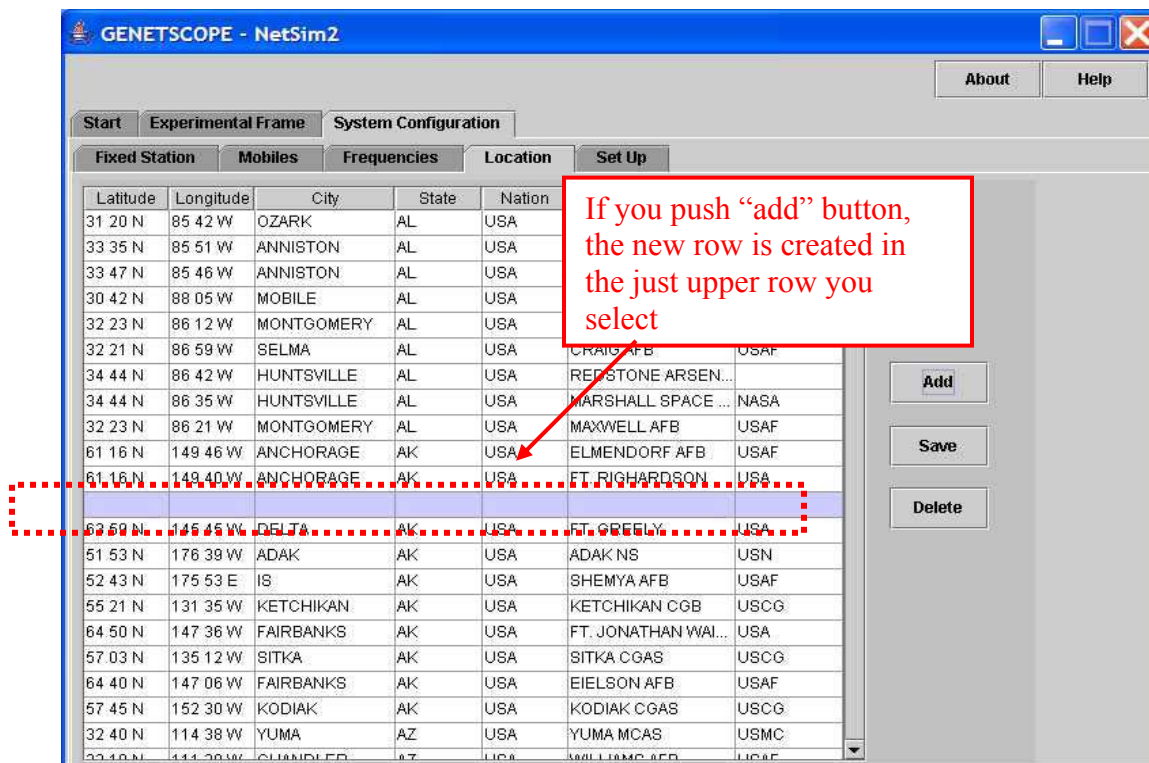 GENETSCOPE - NetSim2
About Help
Start Experimental Frame System Configuration
Fixed Station Mobiles Frequencies Location Set Up
Latitude Longitude City State Nation
31 20 N 85 42 W OZARK AL USA
33 35 N 85 51 W ANNISTON AL USA
33 47 N 85 46 W ANNISTON AL USA
30 42 N 88 05 W MOBILE AL USA
32 23 N 86 12 W MONTGOMERY AL USA
If you push “add” button,
the new row is created in
the just upper row you
select
32 21 N 86 59 W SELMA AL USA CRAIG AFB USAF
34 44 N 86 42 W HUNTSVILLE AL USA REDSTONE ARSEN...
34 44 N 86 35 W HUNTSVILLE AL USA MARSHALL SPACE ... NASA
32 23 N 86 21 W MONTGOMERY AL USA MAXWELL AFB USAF
61 16 N 149 46 W ANCHORAGE AK USA ELMENDORF AFB USAF
61 16 N 149 40 W ANCHORAGE AK USA FT. RIGHARDSON USA
63 59 N 145 45 W DELTA AK USA FT. GREELY USA
51 53 N 176 39 W ADAK AK USA ADAK NS USN
52 43 N 175 53 E IS AK USA SHEMYA AFB USAF
55 21 N 131 35 W KETCHIKAN AK USA KETCHIKAN CGB USCG
64 50 N 147 36 W FAIRBANKS AK USA FT. JONATHAN WAI... USA
57 03 N 135 12 W SITKA AK USA SITKA CGAS USCG
64 40 N 147 06 W FAIRBANKS AK USA EIELSON AFB USAF
57 45 N 152 30 W KODIAK AK USA KODIAK CGAS USCG
32 40 N 114 38 W YUMA AZ USA YUMA MCAS USMC
Add
Save
Delete